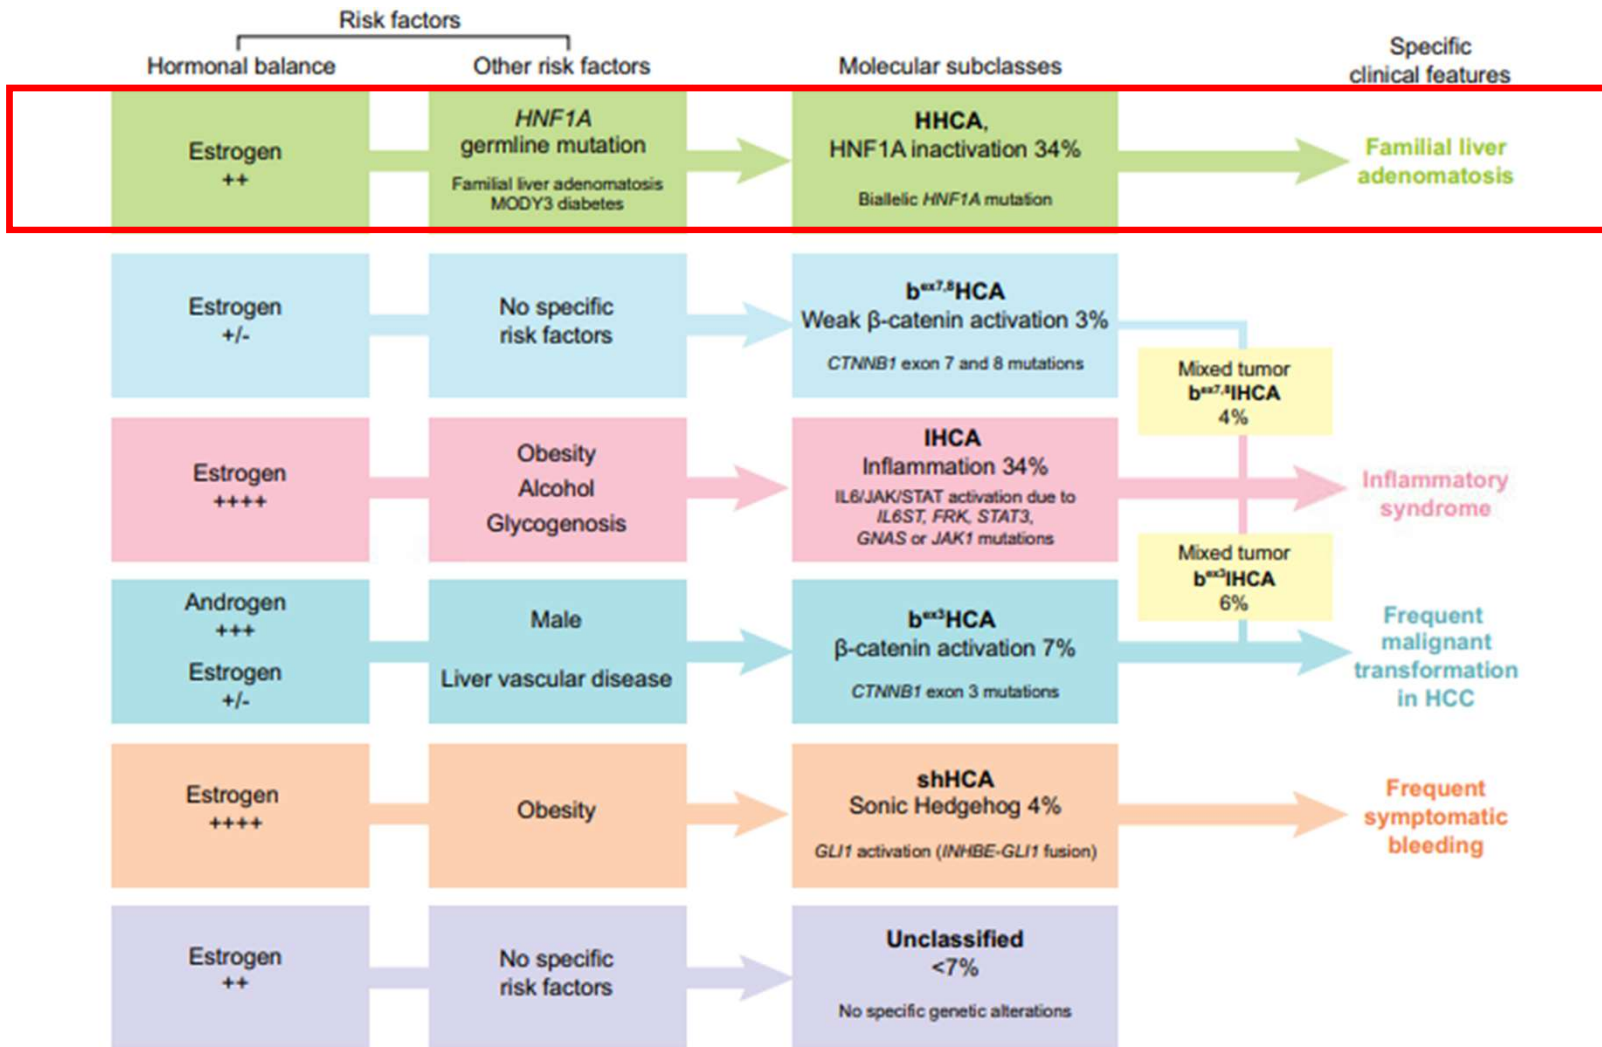 Risk factors
Hormonal balance
Other risk factors
Molecular subclasses
Specific
clinical features
Estrogen
++
HNF1A
germline mutation
Familial liver adenomatosis
MODY3 diabetes
HHCA,
HNF1A inactivation 34%
Biallelic HNF1A mutation
Familial liver
adenomatosis
Estrogen
+/-
No specific
risk factors
b^ex7,8HCA
Weak β-catenin activation 3%
CTNNB1 exon 7 and 8 mutations
Mixed tumor
b^ex7,8IHCA
4%
Estrogen
++++
Obesity
Alcohol
Glycogenosis
IHCA
Inflammation 34%
IL6/JAK/STAT activation due to
IL6ST, FRK, STAT3,
GNAS or JAK1 mutations
Inflammatory
syndrome
Mixed tumor
b^ex3IHCA
6%
Androgen
+++
Estrogen
+/-
Male
Liver vascular disease
b^ex3HCA
β-catenin activation 7%
CTNNB1 exon 3 mutations
Frequent
malignant
transformation
in HCC
Estrogen
++++
Obesity
shHCA
Sonic Hedgehog 4%
GLI1 activation (INHBE-GLI1 fusion)
Frequent
symptomatic
bleeding
Estrogen
++
No specific
risk factors
Unclassified
<7%
No specific genetic alterations